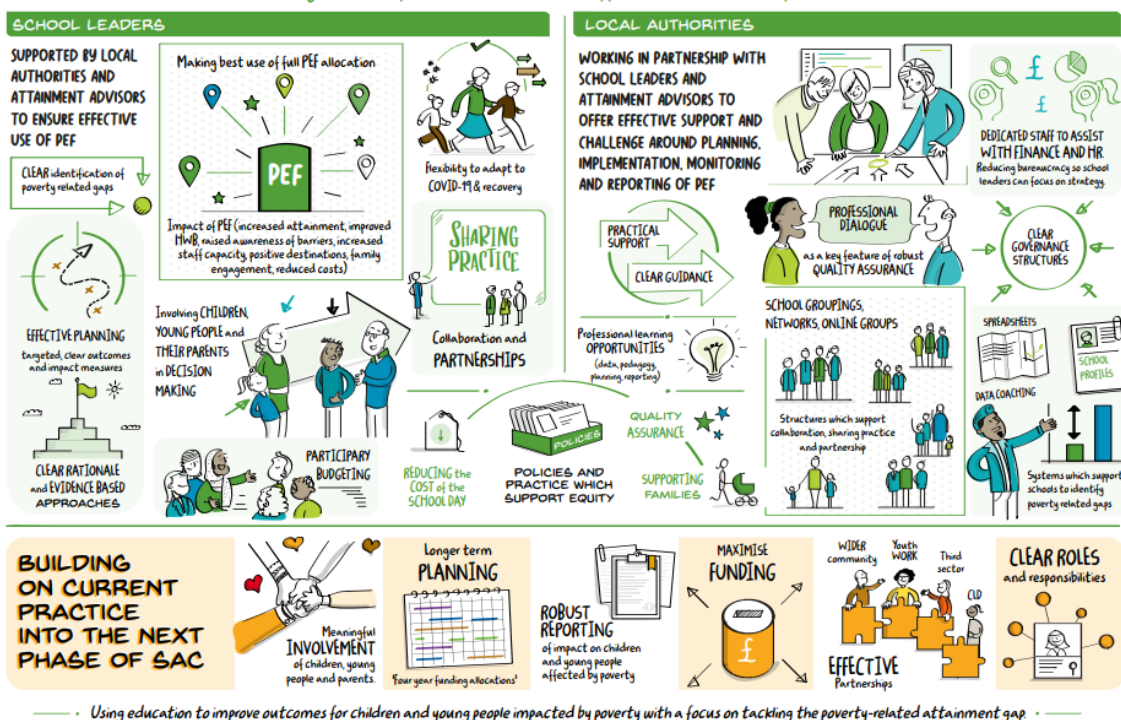 SCHOOL LEADERS
SUPPORTED BY LOCAL
AUTHORITIES AND
ATTAINMENT ADVISORS
TO ENSURE EFFECTIVE
USE OF PEF
CLEAR identification of
poverty related gaps
EFFECTIVE PLANNING
targeted, clear outcomes
and impact measures
CLEAR RATIONALE
and EVIDENCE BASED
APPROACHES
Making best use of full PEF allocation
PEF
Impact of PEF (increased attainment, improved
HWB, raised awareness of barriers, increased
staff capacity, positive destinations, family
engagement, reduced costs)
flexibility to adapt to
COVID-19 & recovery
SHARING
PRACTICE
Collaboration and
PARTNERSHIPS
Involving CHILDREN,
YOUNG PEOPLE and
THEIR PARENTS
in DECISION
MAKING
PARTICIPARY
BUDGETING
REDUCING the
COST of the
SCHOOL DAY
POLICIES
POLICIES AND
PRACTICE WHICH
SUPPORT EQUITY
QUALITY
ASSURANCE
SUPPORTING
FAMILIES
LOCAL AUTHORITIES
WORKING IN PARTNERSHIP WITH
SCHOOL LEADERS AND
ATTAINMENT ADVISORS TO
OFFER EFFECTIVE SUPPORT AND
CHALLENGE AROUND PLANNING,
IMPLEMENTATION, MONITORING
AND REPORTING OF PEF
£
£
DEDICATED STAFF TO ASSIST
WITH FINANCE AND HR
Reducing bureaucracy so school
leaders can focus on strategy.
PRACTICAL
SUPPORT
CLEAR GUIDANCE
PROFESSIONAL
DIALOGUE
as a key feature of robust
QUALITY ASSURANCE
CLEAR
GOVERNANCE
STRUCTURES
Professional learning
OPPORTUNITIES
(data, pedagogy,
planning, reporting)
SCHOOL GROUPINGS,
NETWORKS, ONLINE GROUPS
Structures which support
collaboration, sharing practice
and partnership
SPREADSHEETS
SCHOOL
PROFILES
DATA COACHING
Systems which support
schools to identify
poverty related gaps
BUILDING
ON CURRENT
PRACTICE
INTO THE NEXT
PHASE OF SAC
Meaningful
INVOLVEMENT
of children, young
people and parents.
Longer term
PLANNING
'Four year funding allocations'
ROBUST
REPORTING
of impact on children
and young people
affected by poverty
MAXIMISE
FUNDING
£
WIDER
community
Youth
WORK
Third
sector
CLD
EFFECTIVE
Partnerships
CLEAR ROLES
and responsibilities
Using education to improve outcomes for children and young people impacted by poverty with a focus on tackling the poverty-related attainment gap.